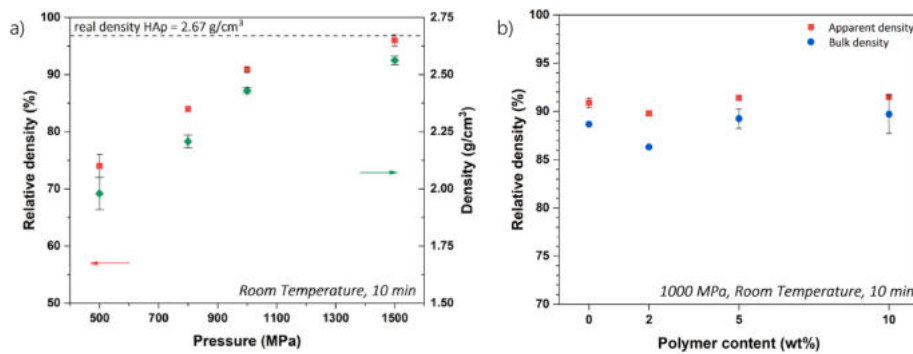 a)
real density HAp = 2.67 g/cm³
Relative density (%)
100
90
80
70
60
50
2.75
2.50
2.25
2.00
1.75
1.50
Density (g/cm³)
Room Temperature, 10 min
500 700 900 1100 1300 1500
Pressure (MPa)
b)
Relative density (%)
100
95
90
85
80
75
70
Apparent density
Bulk density
1000 MPa, Room Temperature, 10 min
0 2 5 10
Polymer content (wt%)